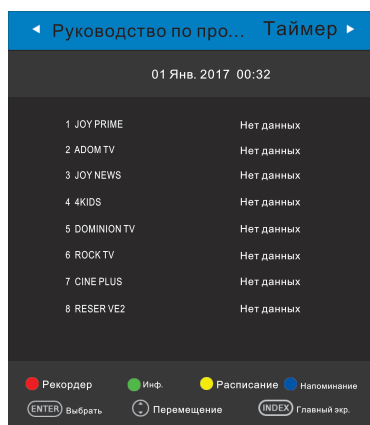 Руководство по про... Таймер
01 Янв. 2017 00:32
1 JOY PRIME Нет данных
2 ADOM TV Нет данных
3 JOY NEWS Нет данных
4 4KIDS Нет данных
5 DOMINION TV Нет данных
6 ROCK TV Нет данных
7 CINE PLUS Нет данных
8 RESER VE2 Нет данных
Рекордер Инф. Расписание Напоминание
ENTER Выбрать Перемещение INDEX Главный экр.